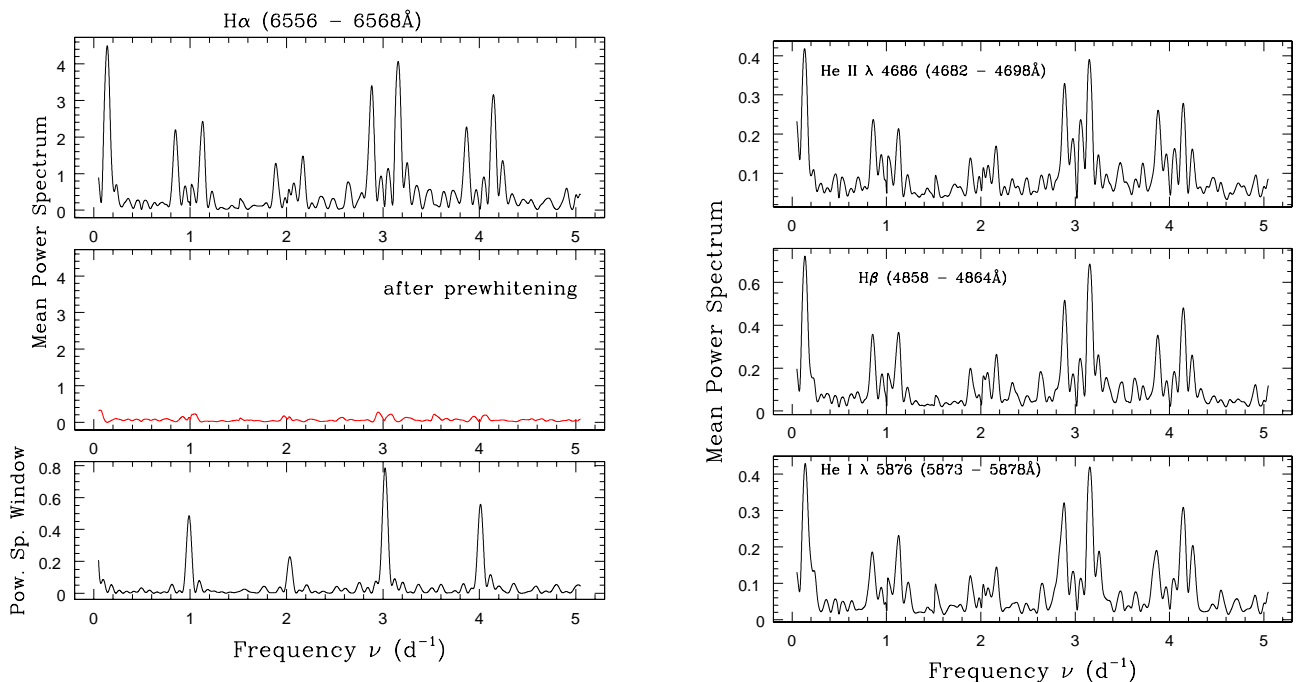 Hα (6556 – 6568Å)
Mean Power Spectrum
4
3
2
1
0
0 1 2 3 4 5
after prewhitening
4
3
2
1
0
0 1 2 3 4 5
Pow. Sp. Window
0.8
0.6
0.4
0.2
0
0 1 2 3 4 5
Frequency ν (d⁻¹)
Mean Power Spectrum
He II λ 4686 (4682 – 4698Å)
0.4
0.3
0.2
0.1
0 1 2 3 4 5
Hβ (4858 – 4864Å)
0.6
0.4
0.2
0
0 1 2 3 4 5
He I λ 5876 (5873 – 5878Å)
0.4
0.3
0.2
0.1
0
0 1 2 3 4 5
Frequency ν (d⁻¹)